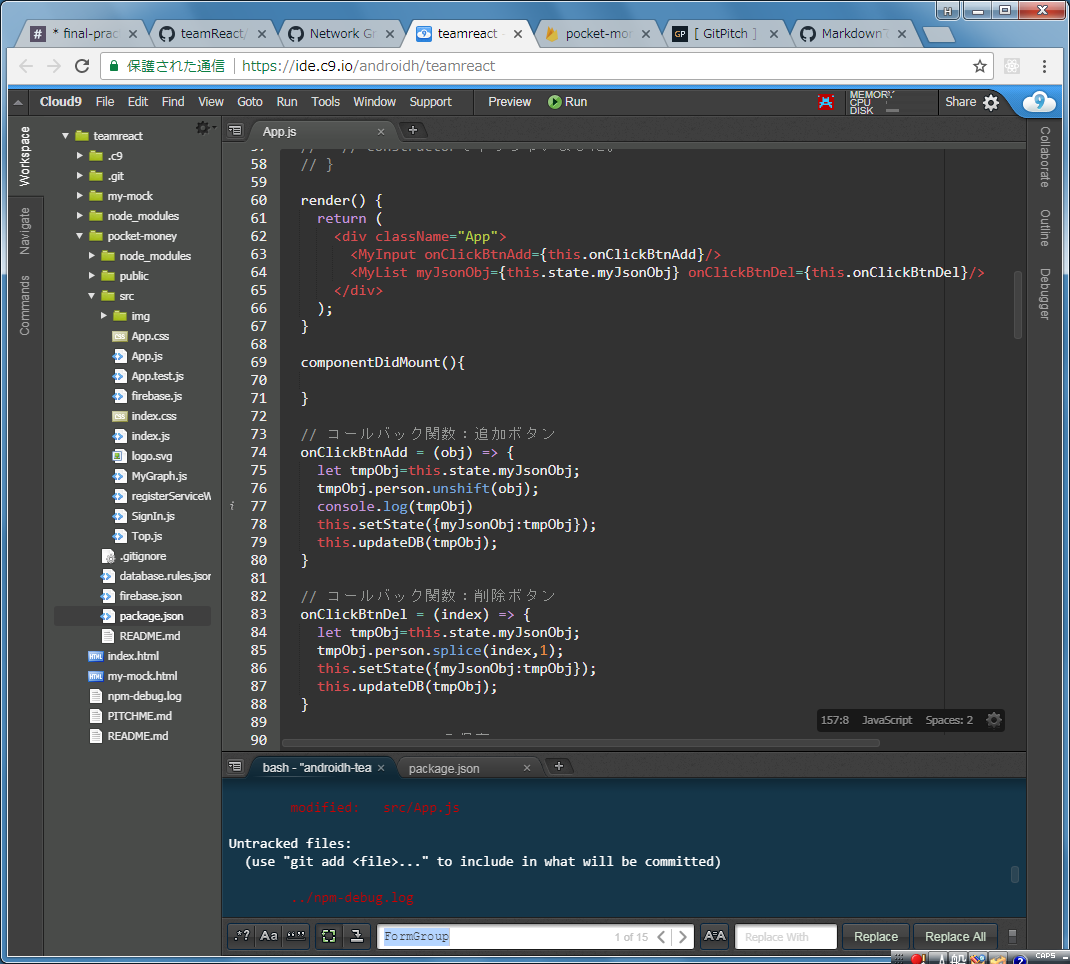 * final-prac
teamReact/
Network Gr
teamreact -
pocket-mon
GP [ GitPitch ]
MarkdownT
保護された通信 https://ide.c9.io/androidh/teamreact
Cloud9 File Edit Find View Goto Run Tools Window Support Preview Run MEMORY CPU DISK Share
Workspace
Navigate
Commands
teamreact
.c9
.git
my-mock
node_modules
pocket-money
node_modules
public
src
img
App.css
App.js
App.test.js
firebase.js
index.css
index.js
logo.svg
MyGraph.js
registerServiceW
SignIn.js
Top.js
.gitignore
database.rules.json
firebase.json
package.json
README.md
index.html
my-mock.html
npm-debug.log
PITCHME.md
README.md
App.js
58 // }
59
60 render() {
61 return (
62 <div className="App">
63 <MyInput onClickBtnAdd={this.onClickBtnAdd}/>
64 <MyList myJsonObj={this.state.myJsonObj} onClickBtnDel={this.onClickBtnDel}/>
65 </div>
66 );
67 }
68
69 componentDidMount(){
70
71 }
72
73 // コールバック関数：追加ボタン
74 onClickBtnAdd = (obj) => {
75 let tmpObj=this.state.myJsonObj;
76 tmpObj.person.unshift(obj);
77 console.log(tmpObj)
78 this.setState({myJsonObj:tmpObj});
79 this.updateDB(tmpObj);
80 }
81
82 // コールバック関数：削除ボタン
83 onClickBtnDel = (index) => {
84 let tmpObj=this.state.myJsonObj;
85 tmpObj.person.splice(index,1);
86 this.setState({myJsonObj:tmpObj});
87 this.updateDB(tmpObj);
88 }
89
90
157:8 JavaScript Spaces: 2
Collaborate
Outline
Debugger
bash - "androidh-tea
package.json
modified: src/App.js
Untracked files:
(use "git add <file>..." to include in what will be committed)
../npm-debug.log
.* ? Aa FormGroup 1 of 15 Replace With Replace Replace All
CAPS